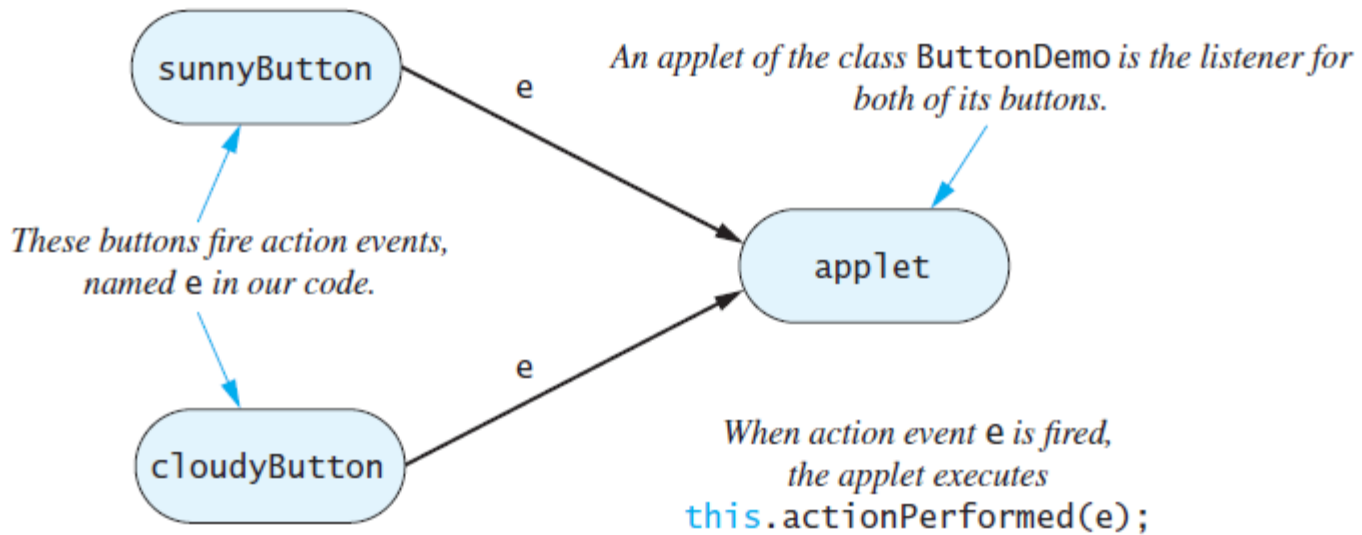 sunnyButton
e
An applet of the class ButtonDemo is the listener for
both of its buttons.
These buttons fire action events,
named e in our code.
applet
e
cloudyButton
When action event e is fired,
the applet executes
this.actionPerformed(e);